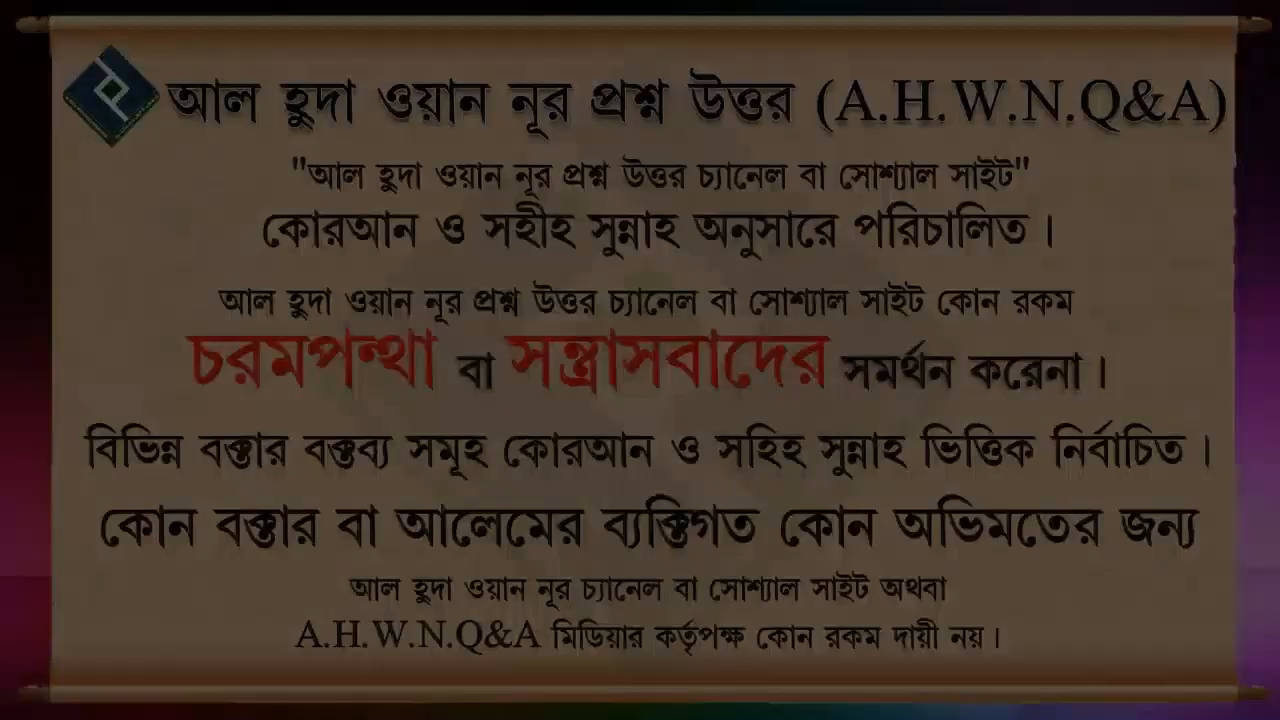 আল হুদা ওয়ান নূর প্রশ্ন উত্তর (A.H.W.N.Q&A)
"আল হুদা ওয়ান নূর প্রশ্ন উত্তর চ্যানেল বা সোশ্যাল সাইট"
কোরআন ও সহীহ সুন্নাহ অনুসারে পরিচালিত।
আল হুদা ওয়ান নূর প্রশ্ন উত্তর চ্যানেল বা সোশ্যাল সাইট কোন রকম
চরমপন্থা বা সন্ত্রাসবাদের সমর্থন করেনা।
বিভিন্ন বক্তার বক্তব্য সমূহ কোরআন ও সহিহ সুন্নাহ ভিত্তিক নির্বাচিত।
কোন বক্তার বা আলেমের ব্যক্তিগত কোন অভিমতের জন্য
আল হুদা ওয়ান নূর চ্যানেল বা সোশ্যাল সাইট অথবা
A.H.W.N.Q&A মিডিয়ার কর্তৃপক্ষ কোন রকম দায়ী নয়।